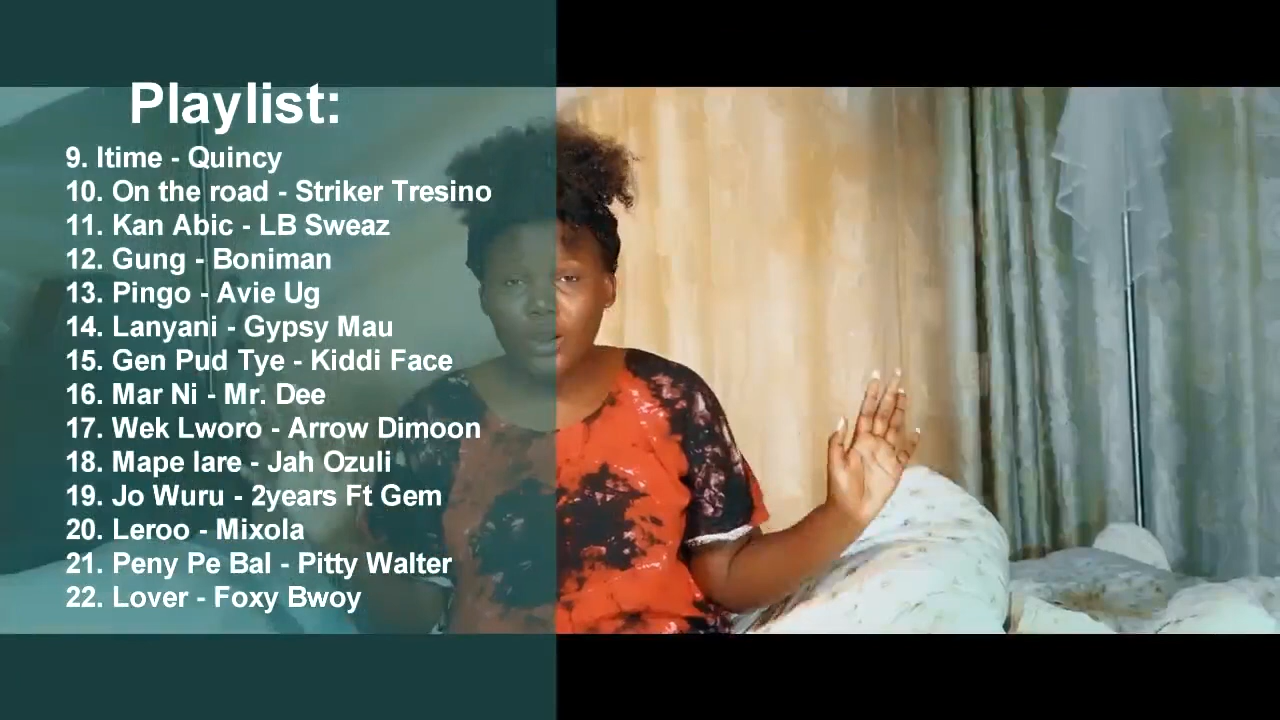 Playlist:
9. Itime - Quincy
10. On the road - Striker Tresino
11. Kan Abic - LB Sweaz
12. Gung - Boniman
13. Pingo - Avie Ug
14. Lanyani - Gypsy Mau
15. Gen Pud Tye - Kiddi Face
16. Mar Ni - Mr. Dee
17. Wek Lworo - Arrow Dimoon
18. Mape lare - Jah Ozuli
19. Jo Wuru - 2years Ft Gem
20. Leroo - Mixola
21. Peny Pe Bal - Pitty Walter
22. Lover - Foxy Bwoy